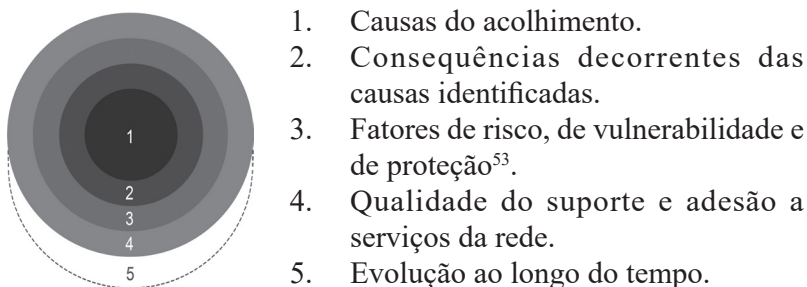 1
2
3
4
5
1. Causas do acolhimento.
2. Consequências decorrentes das
causas identificadas.
3. Fatores de risco, de vulnerabilidade e
de proteção⁵³.
4. Qualidade do suporte e adesão a
serviços da rede.
5. Evolução ao longo do tempo.